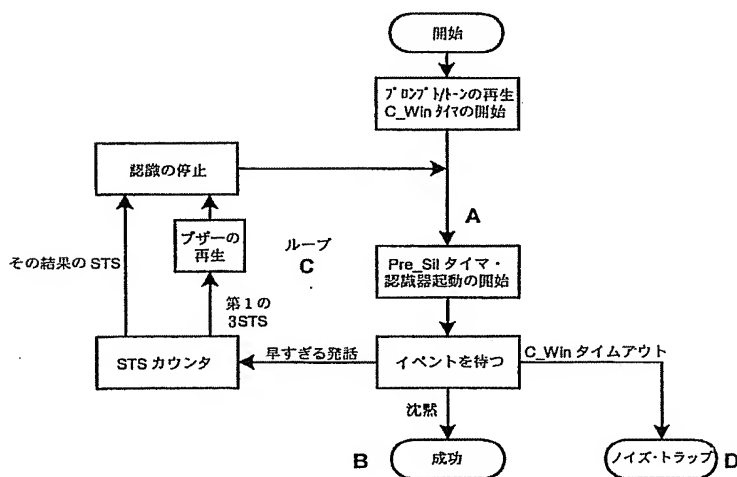 開始
ﾌﾟﾛﾝﾌﾟﾄ/ﾄｰﾝの再生
C_Win ﾀｲﾏの開始
認識の停止
A
ブザーの
再生
ループ
C
その結果の STS
Pre_Sil タイマ・
認識器起動の開始
第１の
3STS
STS カウンタ
早すぎる発話
イベントを待つ
C_Win タイムアウト
沈黙
B
成功
ノイズ・トラップ
D